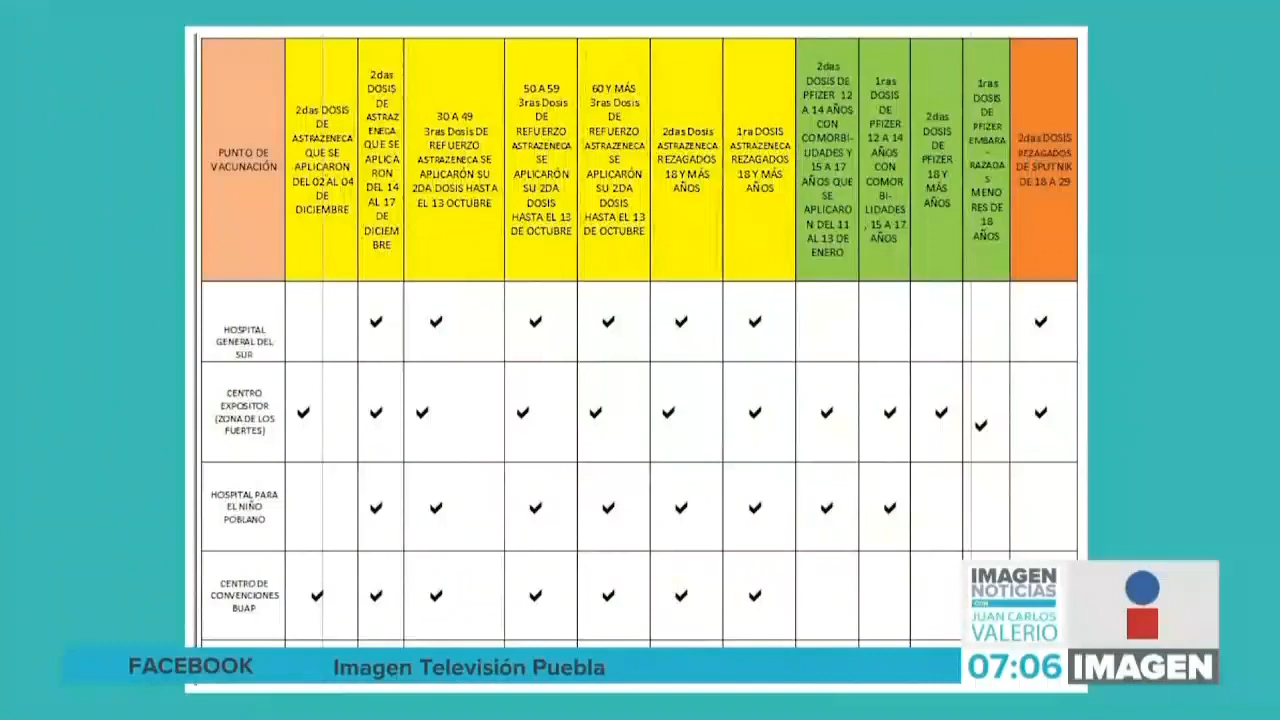 PUNTO DE
VACUNACIÓN
2das DOSIS
DE
ASTRAZENECA
QUE SE
APLICARON
DEL 02 AL 04
DE
DICIEMBRE
2das
DOSIS
DE
ASTRAZ
ENECA
QUE SE
APLICA
RON
DEL 14
AL 17
DE
DICIEM
BRE
30 A 49
3ras Dosis DE
REFUERZO
ASTRAZENECA SE
APLICARÓN SU
2DA DOSIS HASTA
EL 13 OCTUBRE
50 A 59
3ras Dosis
DE
REFUERZO
ASTRAZENECA
SE
APLICARÓN
SU 2DA
DOSIS
HASTA EL 13
DE OCTUBRE
60 Y MÁS
3ras Dosis
DE
REFUERZO
ASTRAZENECA
SE
APLICARÓN
SU 2DA
DOSIS
HASTA EL 13
DE OCTUBRE
2das Dosis
ASTRAZENECA
REZAGADOS
18 Y MÁS
AÑOS
1ra DOSIS
ASTRAZENECA
REZAGADOS
18 Y MÁS
AÑOS
2das
DOSIS DE
PFIZER 12
A 14 AÑOS
CON
COMORBI-
LIDADES Y
15 A 17
AÑOS QUE
SE
APLICARO
N DEL 11
AL 13 DE
ENERO
1ras
DOSIS
DE
PFIZER
12 A 14
AÑOS
CON
COMOR
BI-
LIDADES
, 15 A 17
AÑOS
2das
DOSIS
DE
PFIZER
18 Y
MÁS
AÑOS
1ras
DOSIS
DE
PFIZER
EMBARA
-
RAZADA
S
MENO
RES DE
18
AÑOS
2das DOSIS
REZAGADOS
DE SPUTNIK
DE 18 A 29
HOSPITAL
GENERAL DEL
SUR
CENTRO
EXPOSITOR
(ZONA DE LOS
FUERTES)
HOSPITAL PARA
EL NIÑO
POBLANO
CENTRO DE
CONVENCIONES
BUAP
IMAGEN
NOTICIAS
CON
JUAN CARLOS
VALERIO
07:06 IMAGEN
FACEBOOK Imagen Televisión Puebla